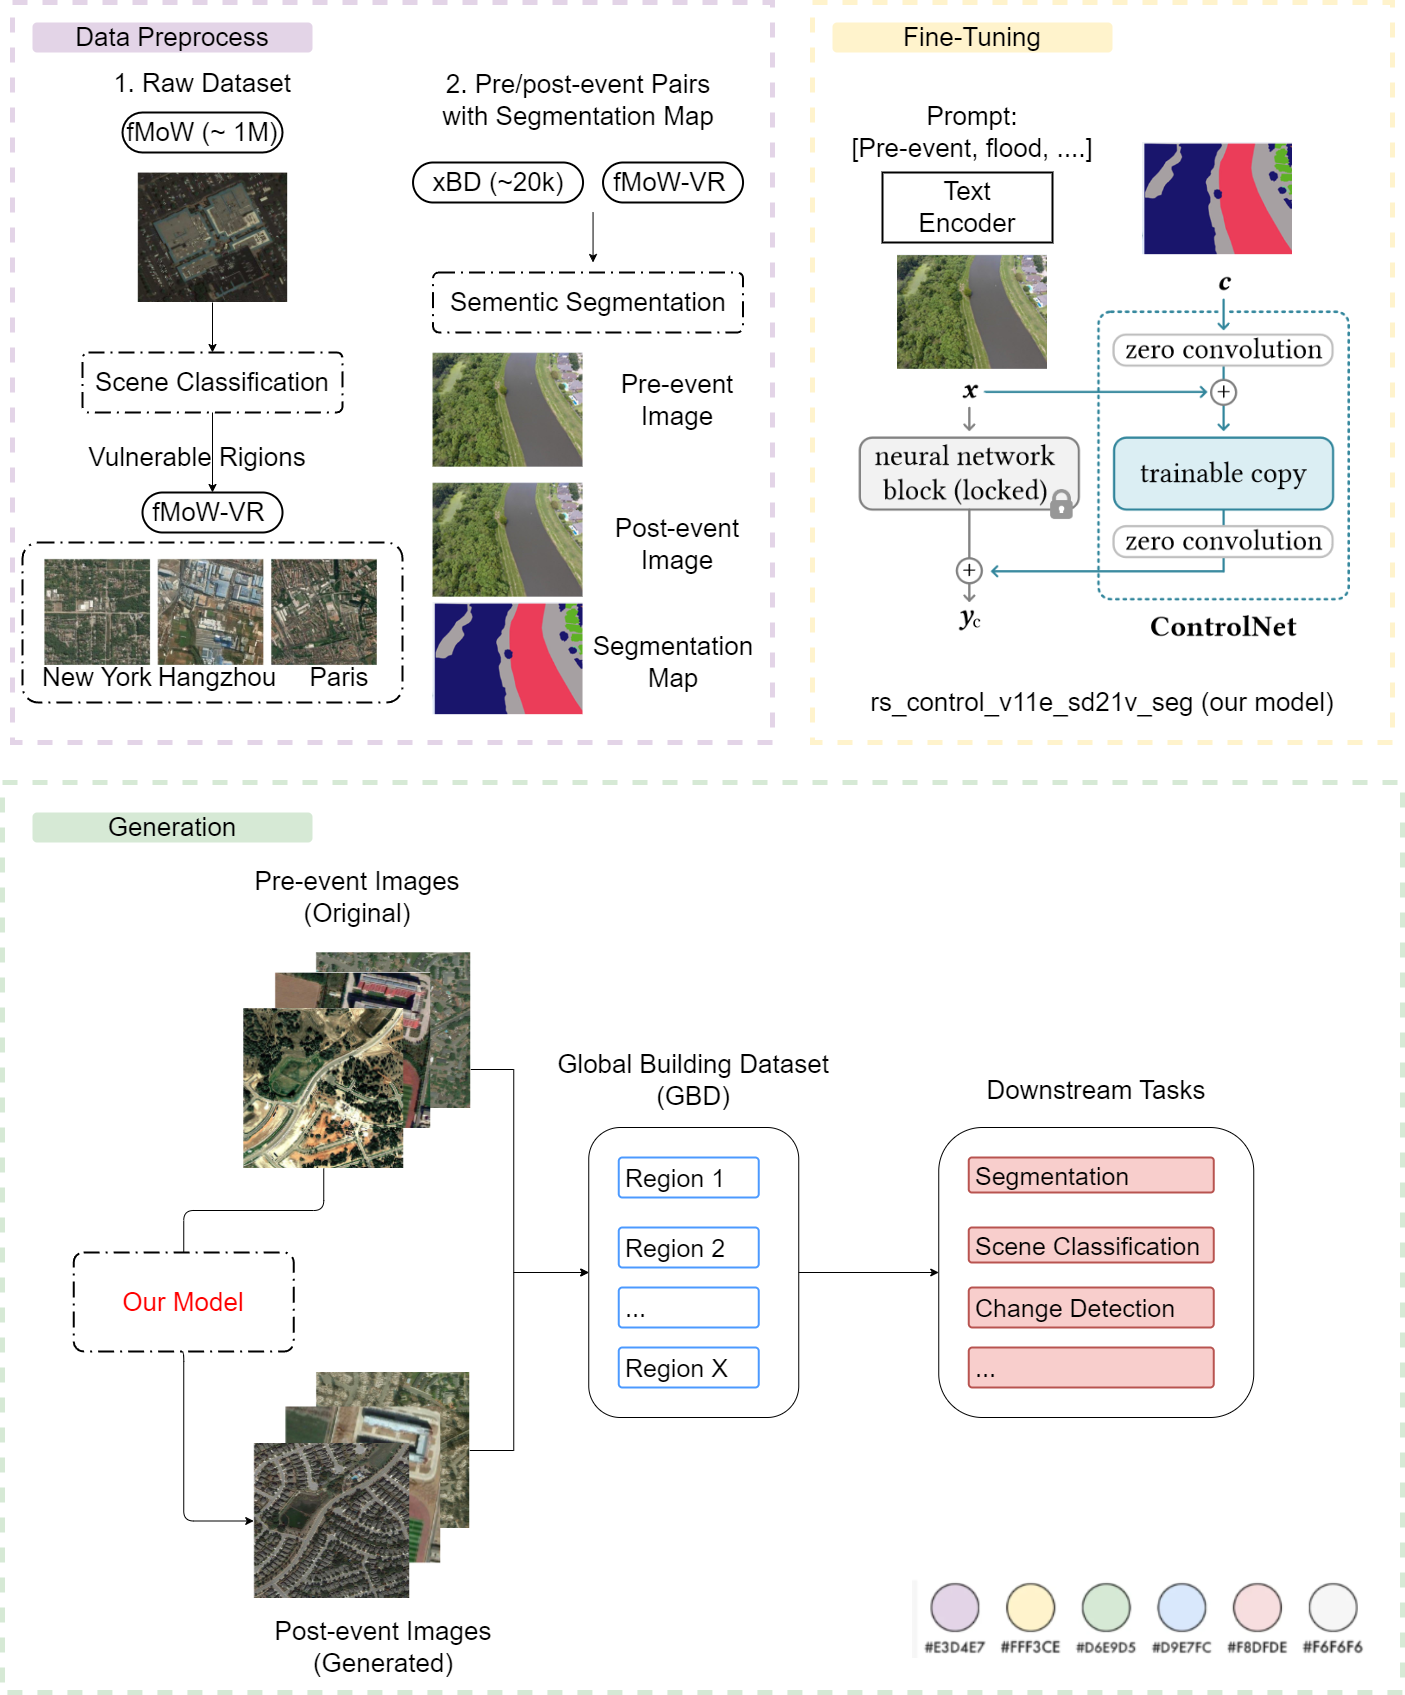 Data Preprocess
1. Raw Dataset
fMoW (~ 1M)
Scene Classification
Vulnerable Rigions
fMoW-VR
New York
Hangzhou
Paris
2. Pre/post-event Pairs
with Segmentation Map
xBD (~20k)
fMoW-VR
Sementic Segmentation
Pre-event
Image
Post-event
Image
Segmentation
Map
Fine-Tuning
Prompt:
[Pre-event, flood, ....]
Text
Encoder
c
zero convolution
x
+
neural network
block (locked)
trainable copy
zero convolution
+
yc
ControlNet
rs_control_v11e_sd21v_seg (our model)
Generation
Pre-event Images
(Original)
Our Model
Post-event Images
(Generated)
Global Building Dataset
(GBD)
Region 1
Region 2
...
Region X
Downstream Tasks
Segmentation
Scene Classification
Change Detection
...
#E3D4E7
#FFF3CE
#D6E9D5
#D9E7FC
#F8DFDE
#F6F6F6